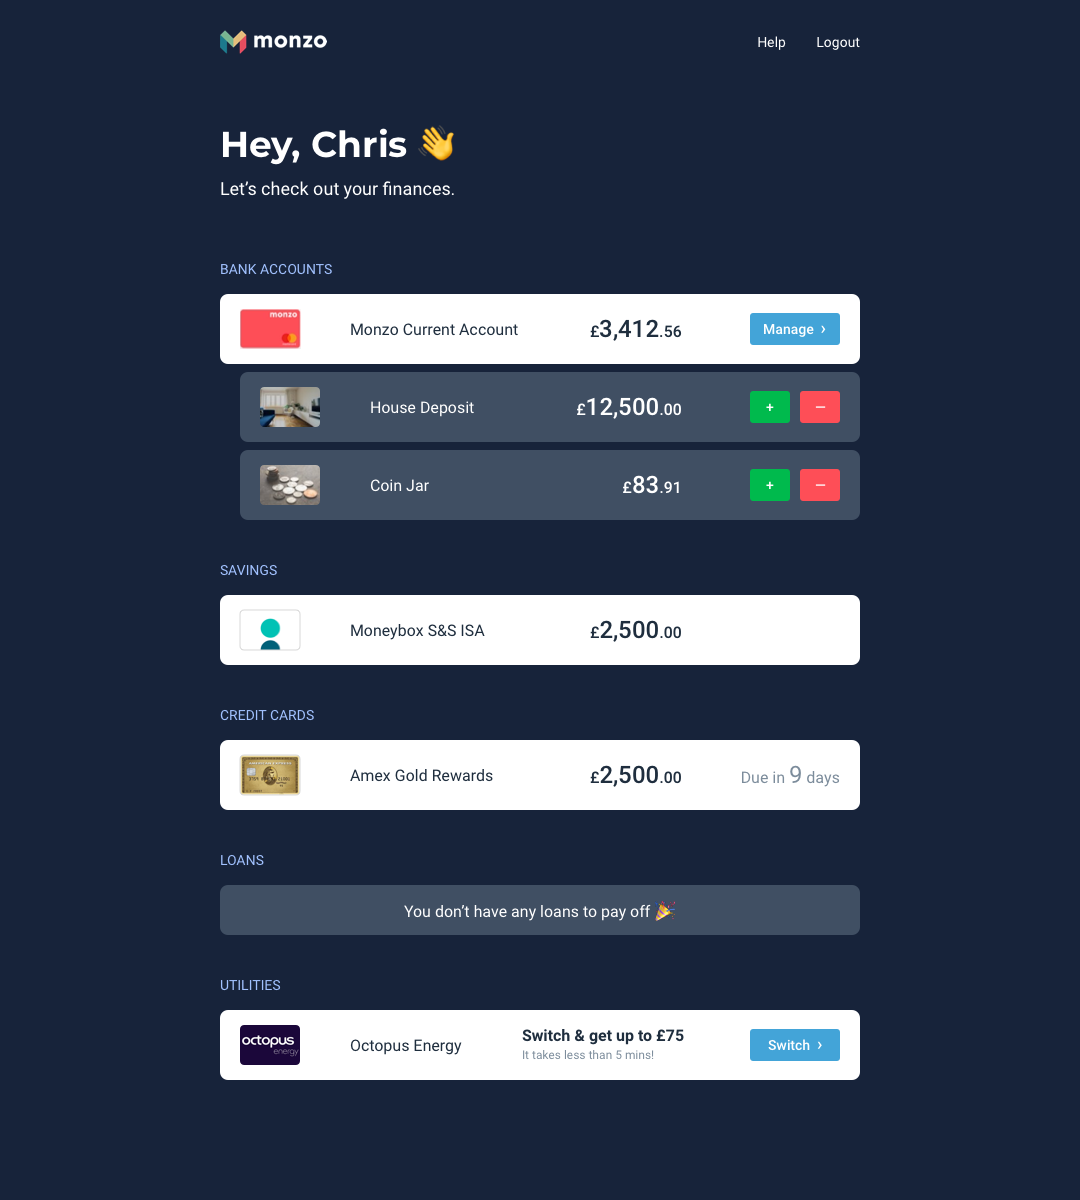 monzo
Help
Logout
Hey, Chris 👋
Let’s check out your finances.
BANK ACCOUNTS
monzo
Monzo Current Account
£3,412.56
Manage ›
House Deposit
£12,500.00
+
–
Coin Jar
£83.91
+
–
SAVINGS
Moneybox S&S ISA
£2,500.00
CREDIT CARDS
Amex Gold Rewards
£2,500.00
Due in 9 days
LOANS
You don’t have any loans to pay off 🎉
UTILITIES
octopus
energy
Octopus Energy
Switch & get up to £75
It takes less than 5 mins!
Switch ›